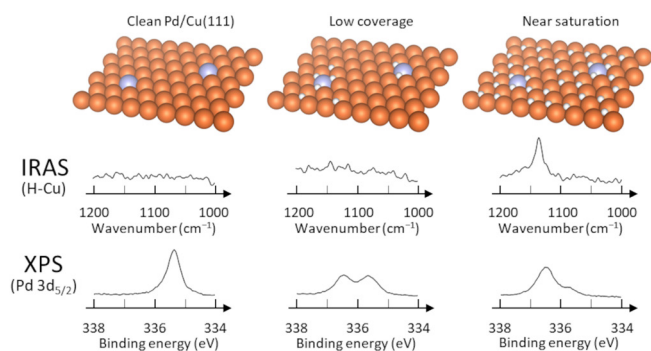 Clean Pd/Cu(111) Low coverage Near saturation
IRAS
(H-Cu)
1200 1100 1000 1200 1100 1000 1200 1100 1000
Wavenumber (cm⁻¹) Wavenumber (cm⁻¹) Wavenumber (cm⁻¹)
XPS
(Pd 3d₅/₂)
338 336 334 338 336 334 338 336 334
Binding energy (eV) Binding energy (eV) Binding energy (eV)